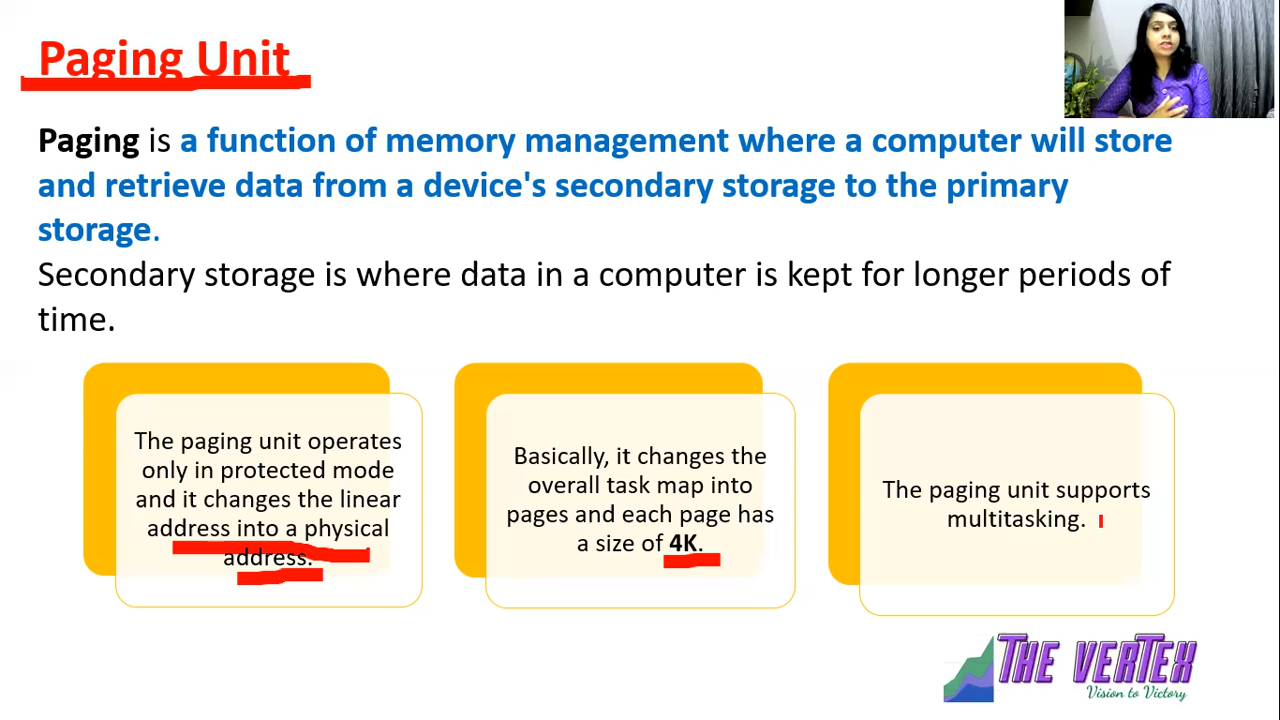 Paging Unit
Paging is a function of memory management where a computer will store
and retrieve data from a device's secondary storage to the primary
storage.
Secondary storage is where data in a computer is kept for longer periods of
time.
The paging unit operates
only in protected mode
and it changes the linear
address into a physical
address.
Basically, it changes the
overall task map into
pages and each page has
a size of 4K.
The paging unit supports
multitasking.
THE VERTEX
Vision to Victory